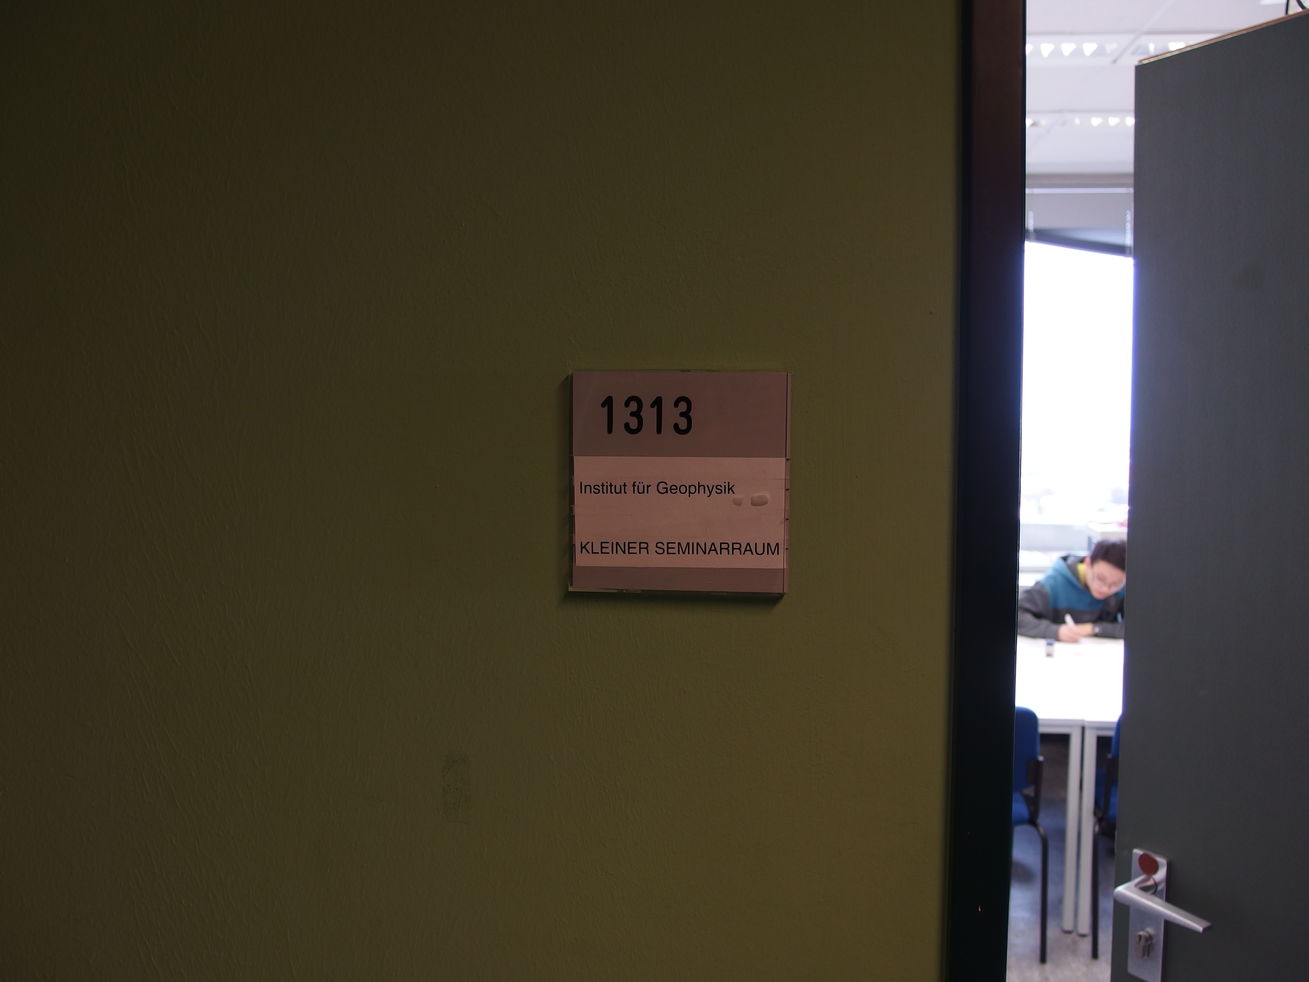 1313
Institut für Geophysik
KLEINER SEMINARRAUM